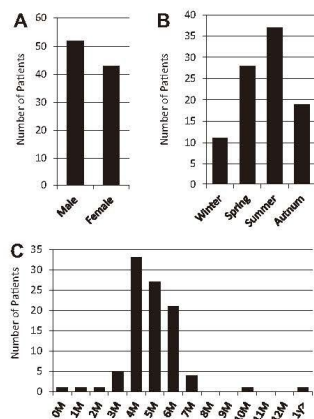 A
Number of Patients
60
50
40
30
20
10
0
Male
Female
B
Number of Patients
40
35
30
25
20
15
10
5
0
Winter
Spring
Summer
Autnum
C
Number of Patients
35
30
25
20
15
10
5
0
0M
1M
2M
3M
4M
5M
6M
7M
8M
9M
10M
11M
12M